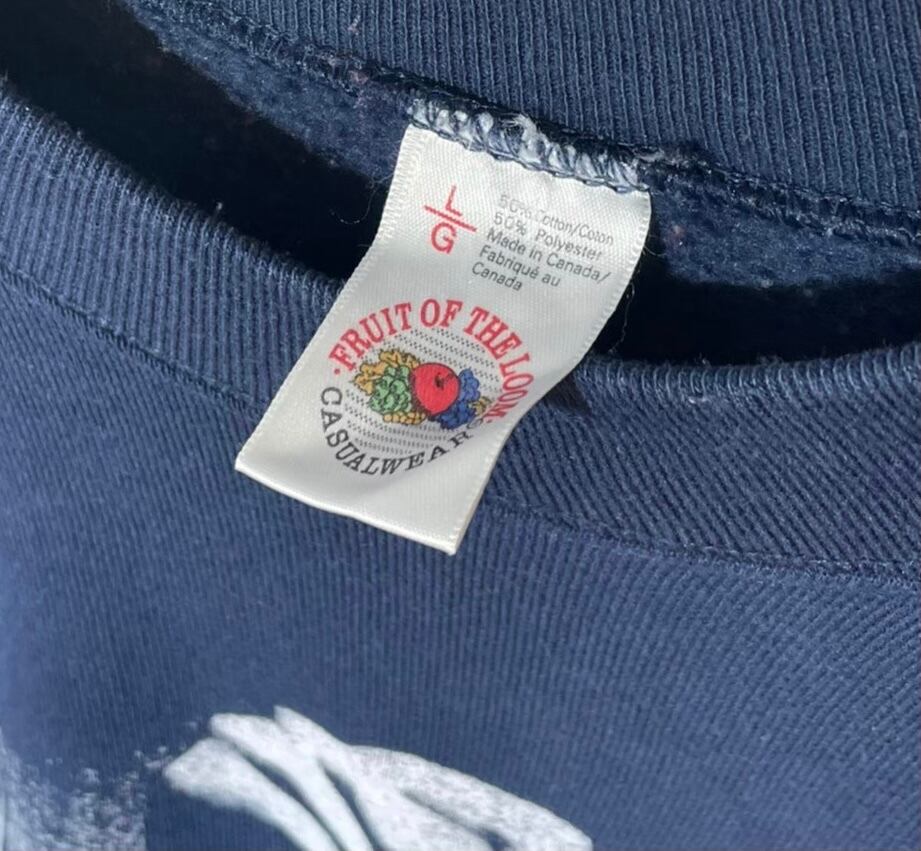 L
G
50% Cotton/Coton
50% Polyester
Made in Canada/
Fabriqué au
Canada
FRUIT OF THE LOOM
CASUALWEAR